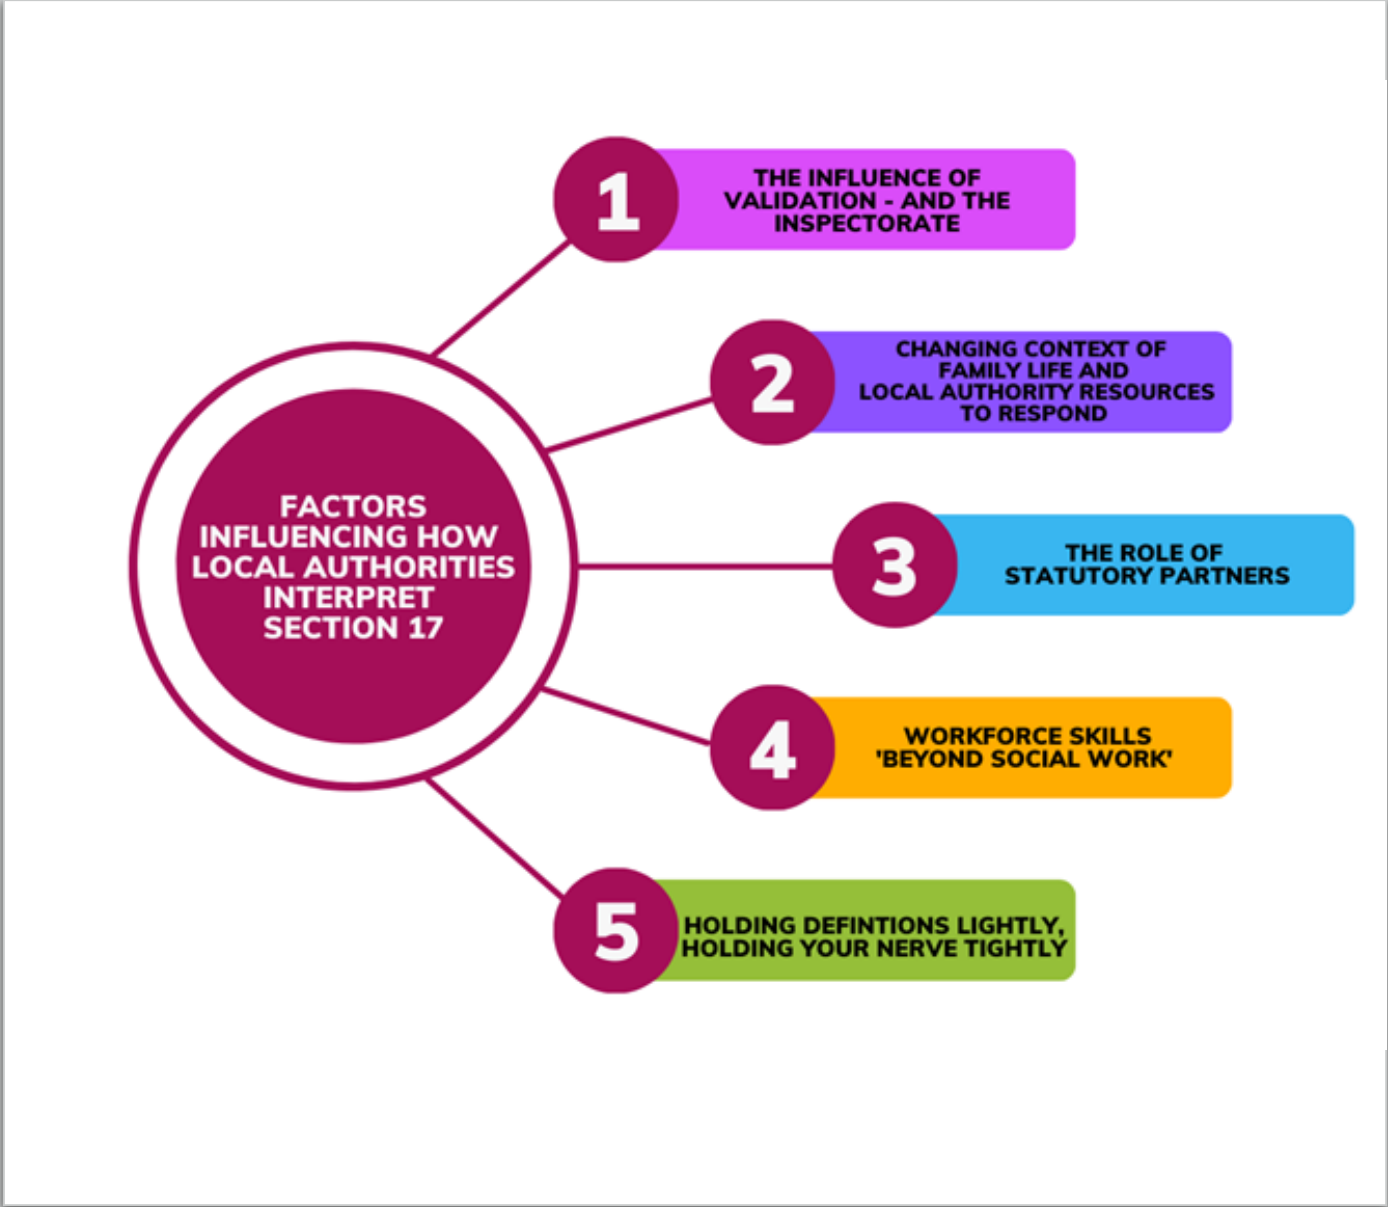 FACTORS
INFLUENCING HOW
LOCAL AUTHORITIES
INTERPRET
SECTION 17
1
THE INFLUENCE OF
VALIDATION - AND THE
INSPECTORATE
2
CHANGING CONTEXT OF
FAMILY LIFE AND
LOCAL AUTHORITY RESOURCES
TO RESPOND
3
THE ROLE OF
STATUTORY PARTNERS
4
WORKFORCE SKILLS
'BEYOND SOCIAL WORK'
5
HOLDING DEFINTIONS LIGHTLY,
HOLDING YOUR NERVE TIGHTLY